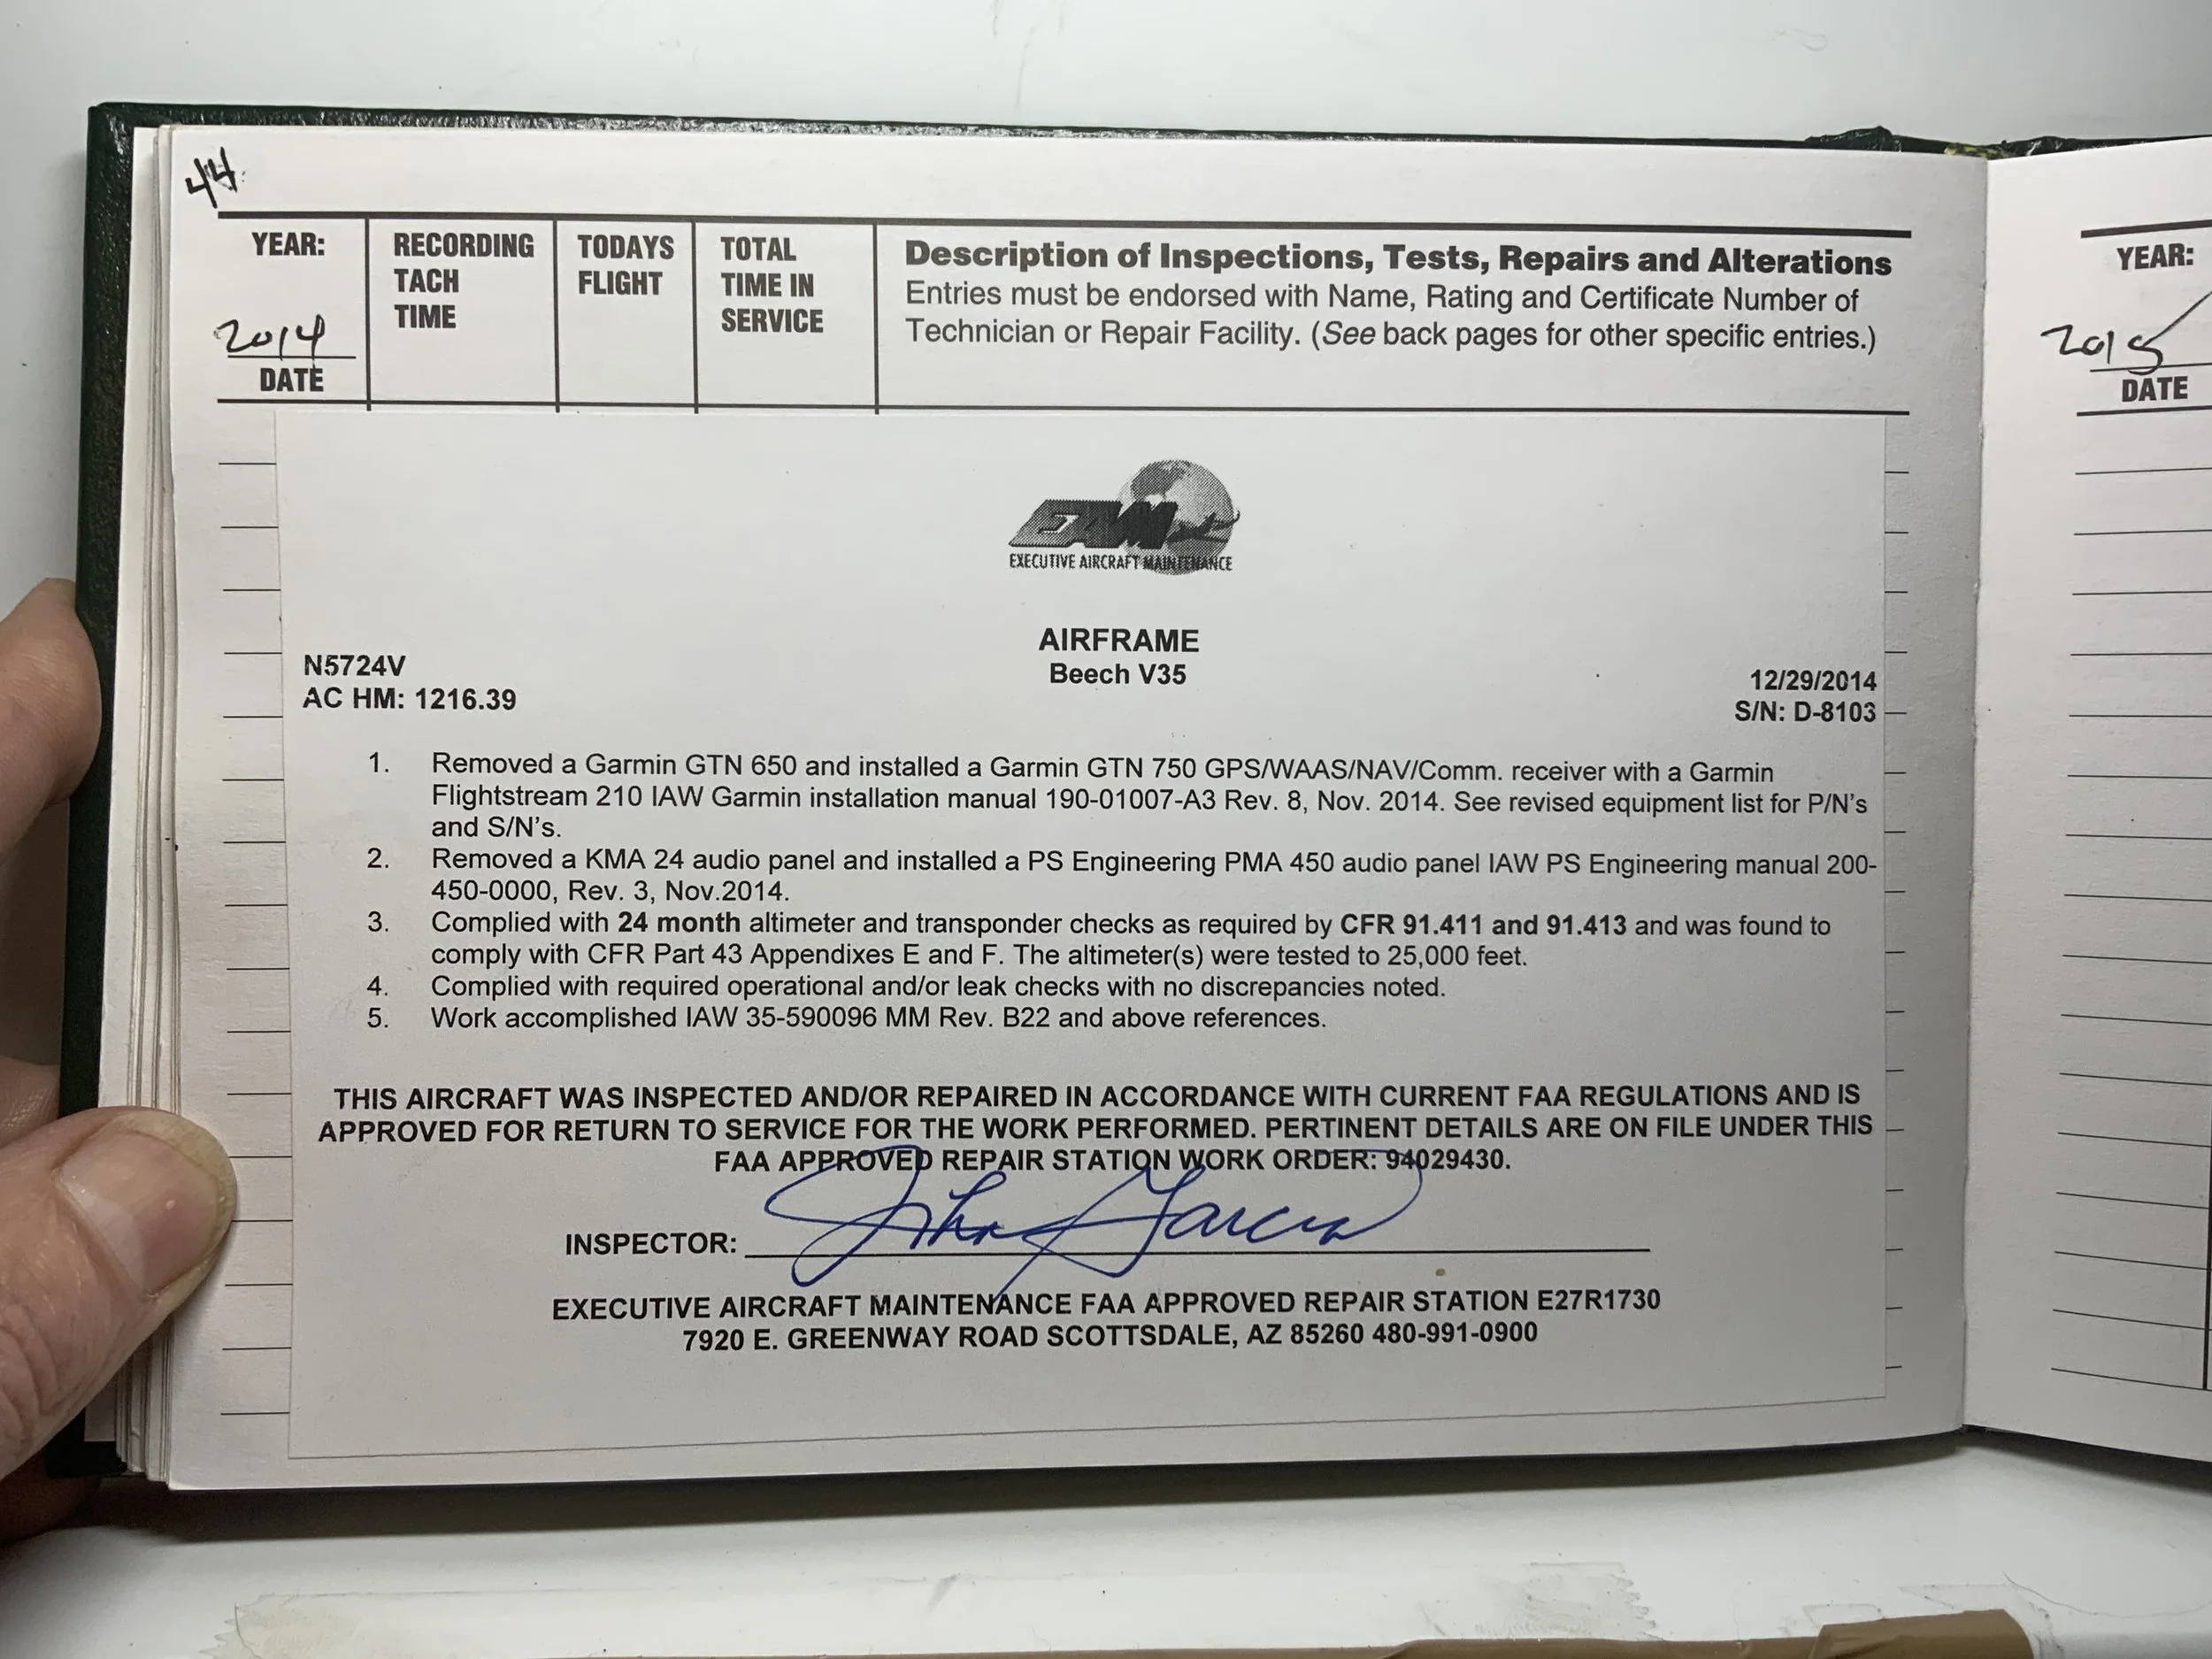 44
YEAR:
2014
DATE
RECORDING
TACH
TIME
TODAYS
FLIGHT
TOTAL
TIME IN
SERVICE
Description of Inspections, Tests, Repairs and Alterations
Entries must be endorsed with Name, Rating and Certificate Number of
Technician or Repair Facility. (See back pages for other specific entries.)
EAM
EXECUTIVE AIRCRAFT MAINTENANCE
AIRFRAME
Beech V35
N5724V
AC HM: 1216.39
12/29/2014
S/N: D-8103
1. Removed a Garmin GTN 650 and installed a Garmin GTN 750 GPS/WAAS/NAV/Comm. receiver with a Garmin
Flightstream 210 IAW Garmin installation manual 190-01007-A3 Rev. 8, Nov. 2014. See revised equipment list for P/N's
and S/N's.
2. Removed a KMA 24 audio panel and installed a PS Engineering PMA 450 audio panel IAW PS Engineering manual 200-
450-0000, Rev. 3, Nov.2014.
3. Complied with 24 month altimeter and transponder checks as required by CFR 91.411 and 91.413 and was found to
comply with CFR Part 43 Appendixes E and F. The altimeter(s) were tested to 25,000 feet.
4. Complied with required operational and/or leak checks with no discrepancies noted.
5. Work accomplished IAW 35-590096 MM Rev. B22 and above references.
THIS AIRCRAFT WAS INSPECTED AND/OR REPAIRED IN ACCORDANCE WITH CURRENT FAA REGULATIONS AND IS
APPROVED FOR RETURN TO SERVICE FOR THE WORK PERFORMED. PERTINENT DETAILS ARE ON FILE UNDER THIS
FAA APPROVED REPAIR STATION WORK ORDER: 94029430.
INSPECTOR: John Garcia
EXECUTIVE AIRCRAFT MAINTENANCE FAA APPROVED REPAIR STATION E27R1730
7920 E. GREENWAY ROAD SCOTTSDALE, AZ 85260 480-991-0900
YEAR:
2015
DATE